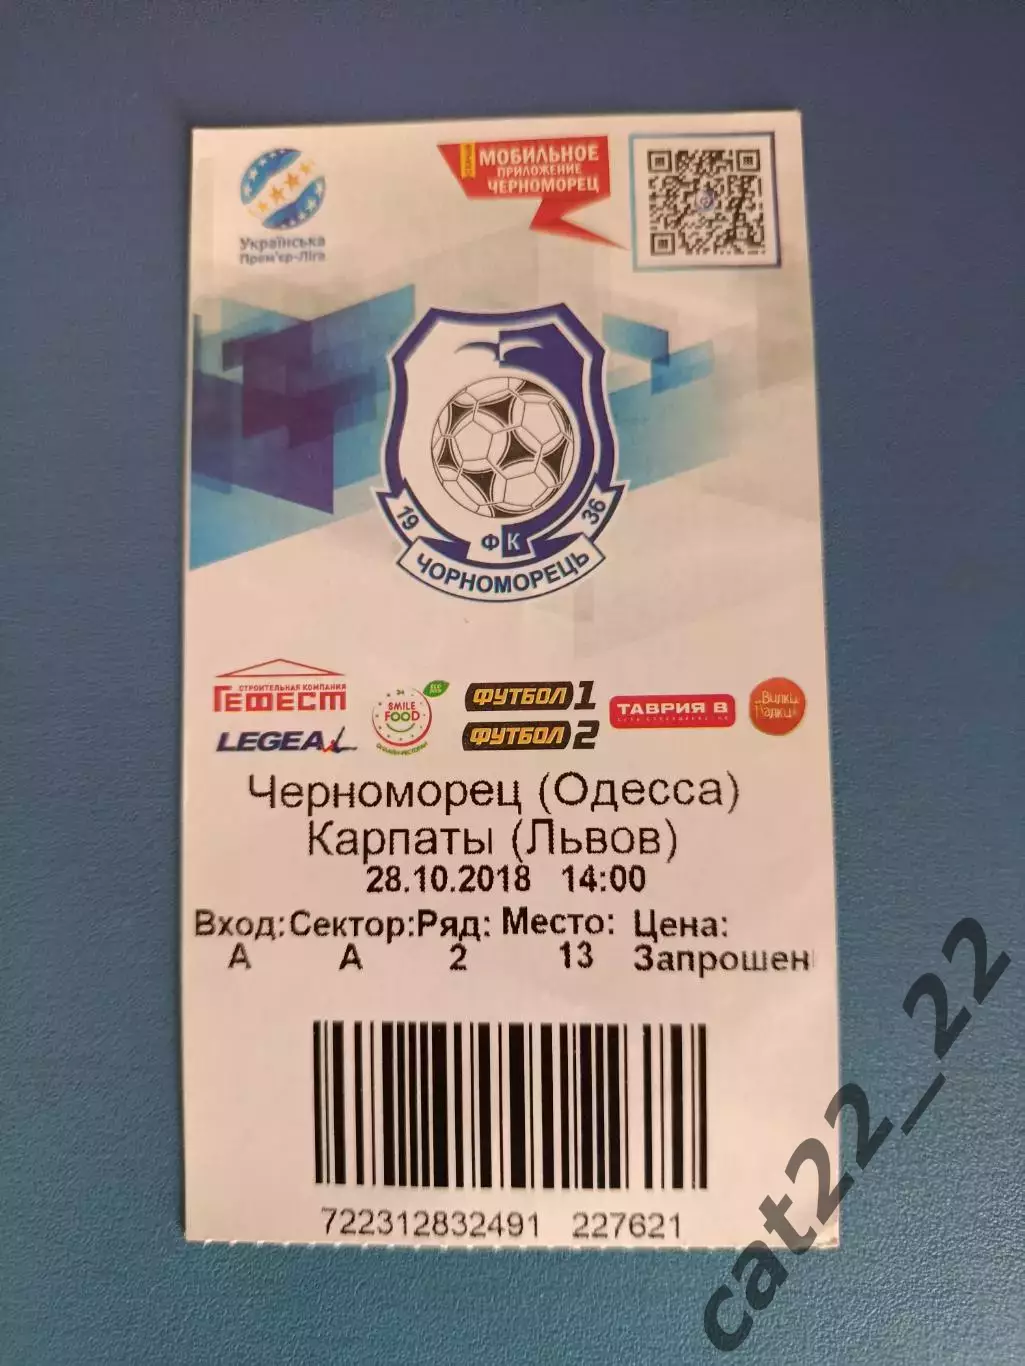 Українська
Прем'єр-Ліга
МОБИЛЬНОЕ
ПРИЛОЖЕНИЕ
ЧЕРНОМОРЕЦ
19 36
ФК
ЧОРНОМОРЕЦЬ
СТРОИТЕЛЬНАЯ КОМПАНИЯ
ГЕФЕСТ
LEGEA
SMILE
FOOD
ФУТБОЛ 1
ФУТБОЛ 2
ТАВРИЯ В
Вилки
Палки
Черноморец (Одесса)
Карпаты (Львов)
28.10.2018 14:00
Вход: Сектор: Ряд: Место: Цена:
А А 2 13 Запрошен
722312832491 227621
cat22_22